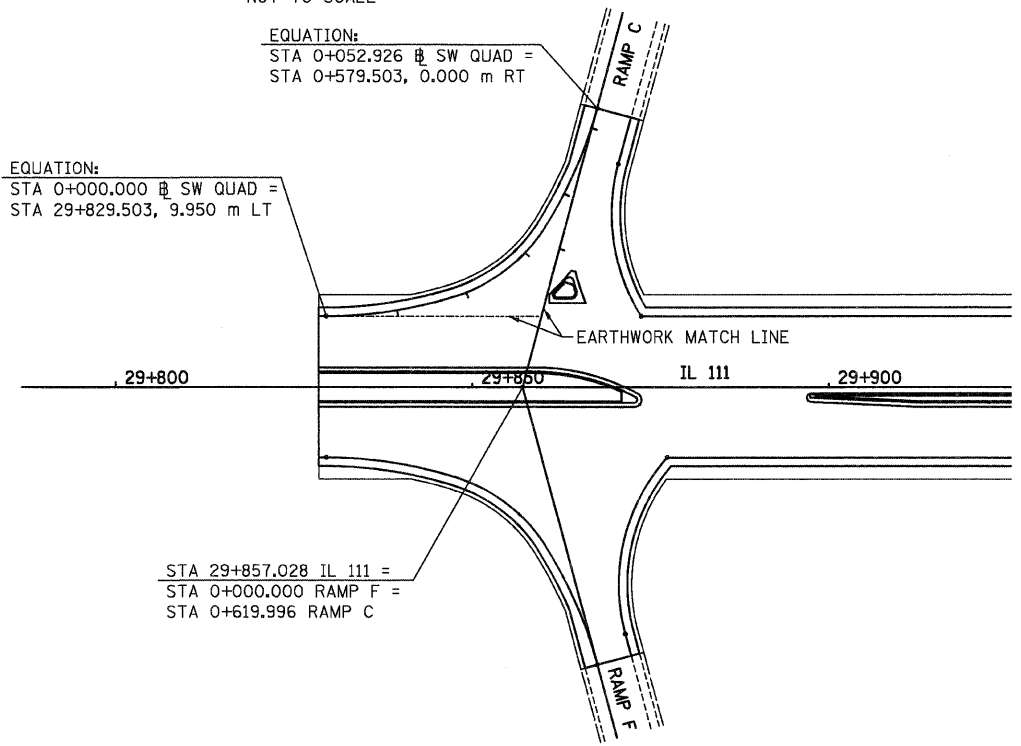 NOT TO SCALE
EQUATION:
STA 0+052.926 ⅊ SW QUAD =
STA 0+579.503, 0.000 m RT
RAMP C
EQUATION:
STA 0+000.000 ⅊ SW QUAD =
STA 29+829.503, 9.950 m LT
EARTHWORK MATCH LINE
29+800
29+850
IL 111
29+900
STA 29+857.028 IL 111 =
STA 0+000.000 RAMP F =
STA 0+619.996 RAMP C
RAMP F